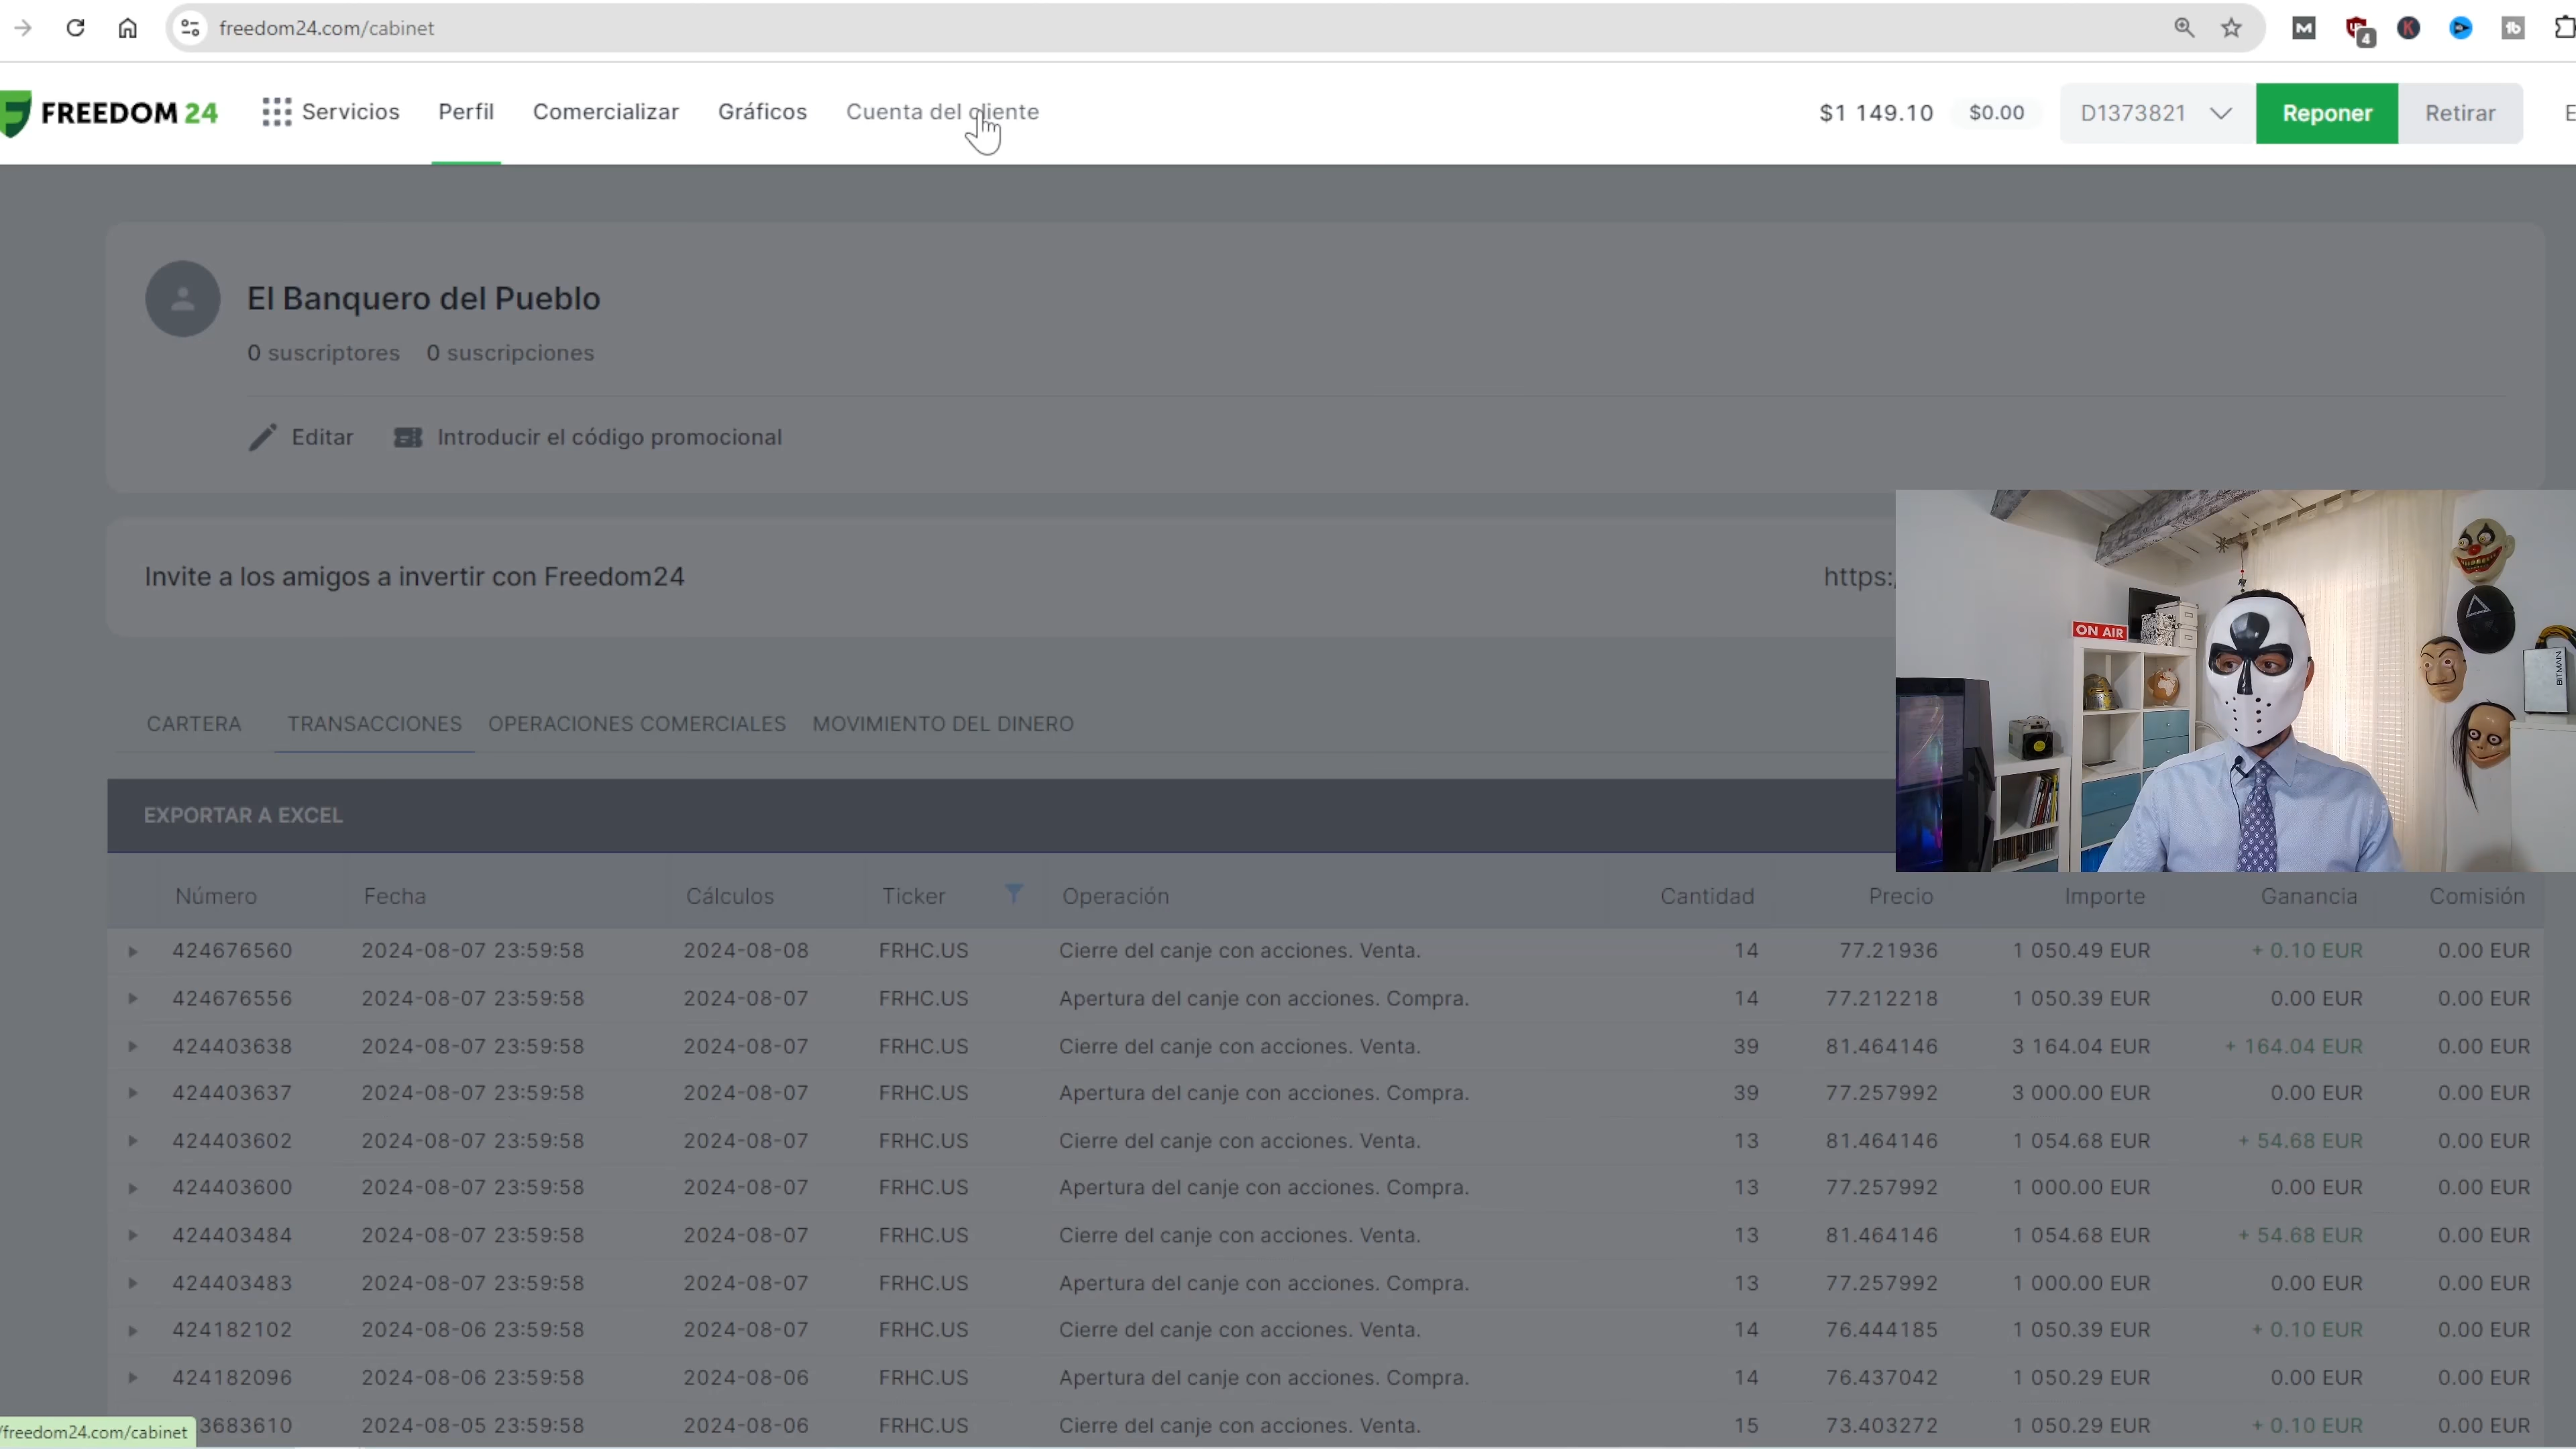 freedom24.com/cabinet
4
FREEDOM 24 Servicios Perfil Comercializar Gráficos Cuenta del cliente $1 149.10 $0.00 D1373821 Reponer Retirar
El Banquero del Pueblo
0 suscriptores 0 suscripciones
Editar Introducir el código promocional
Invite a los amigos a invertir con Freedom24 https:/
ON AIR
BITMAIN
CARTERA TRANSACCIONES OPERACIONES COMERCIALES MOVIMIENTO DEL DINERO
EXPORTAR A EXCEL
Número Fecha Cálculos Ticker Operación Cantidad Precio Importe Ganancia Comisión
424676560 2024-08-07 23:59:58 2024-08-08 FRHC.US Cierre del canje con acciones. Venta. 14 77.21936 1 050.49 EUR + 0.10 EUR 0.00 EUR
424676556 2024-08-07 23:59:58 2024-08-07 FRHC.US Apertura del canje con acciones. Compra. 14 77.212218 1 050.39 EUR 0.00 EUR 0.00 EUR
424403638 2024-08-07 23:59:58 2024-08-07 FRHC.US Cierre del canje con acciones. Venta. 39 81.464146 3 164.04 EUR + 164.04 EUR 0.00 EUR
424403637 2024-08-07 23:59:58 2024-08-07 FRHC.US Apertura del canje con acciones. Compra. 39 77.257992 3 000.00 EUR 0.00 EUR 0.00 EUR
424403602 2024-08-07 23:59:58 2024-08-07 FRHC.US Cierre del canje con acciones. Venta. 13 81.464146 1 054.68 EUR + 54.68 EUR 0.00 EUR
424403600 2024-08-07 23:59:58 2024-08-07 FRHC.US Apertura del canje con acciones. Compra. 13 77.257992 1 000.00 EUR 0.00 EUR 0.00 EUR
424403484 2024-08-07 23:59:58 2024-08-07 FRHC.US Cierre del canje con acciones. Venta. 13 81.464146 1 054.68 EUR + 54.68 EUR 0.00 EUR
424403483 2024-08-07 23:59:58 2024-08-07 FRHC.US Apertura del canje con acciones. Compra. 13 77.257992 1 000.00 EUR 0.00 EUR 0.00 EUR
424182102 2024-08-06 23:59:58 2024-08-07 FRHC.US Cierre del canje con acciones. Venta. 14 76.444185 1 050.39 EUR + 0.10 EUR 0.00 EUR
424182096 2024-08-06 23:59:58 2024-08-06 FRHC.US Apertura del canje con acciones. Compra. 14 76.437042 1 050.29 EUR 0.00 EUR 0.00 EUR
3683610 2024-08-05 23:59:58 2024-08-06 FRHC.US Cierre del canje con acciones. Venta. 15 73.403272 1 050.29 EUR + 0.10 EUR 0.00 EUR
/freedom24.com/cabinet